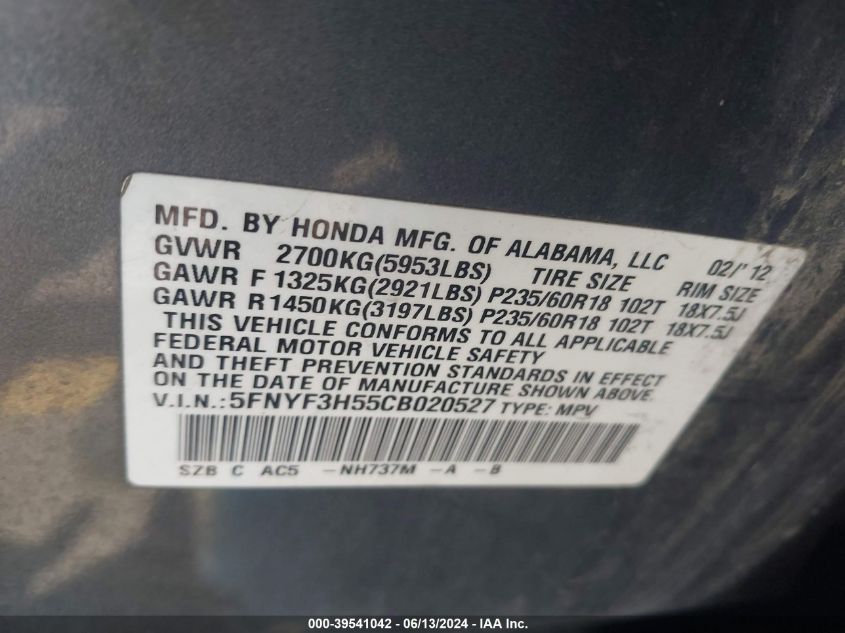 MFD. BY HONDA MFG. OF ALABAMA, LLC 02/'12
GVWR 2700KG(5953LBS) TIRE SIZE RIM SIZE
GAWR F 1325KG(2921LBS) P235/60R18 102T 18X7.5J
GAWR R 1450KG(3197LBS) P235/60R18 102T 18X7.5J
THIS VEHICLE CONFORMS TO ALL APPLICABLE
FEDERAL MOTOR VEHICLE SAFETY
AND THEFT PREVENTION STANDARDS IN EFFECT
ON THE DATE OF MANUFACTURE SHOWN ABOVE.
V.I.N.:5FNYF3H55CB020527 TYPE: MPV
SZB C AC5 -NH737M -A -B
000-39541042 / 06/13/2024 - IAA Inc.